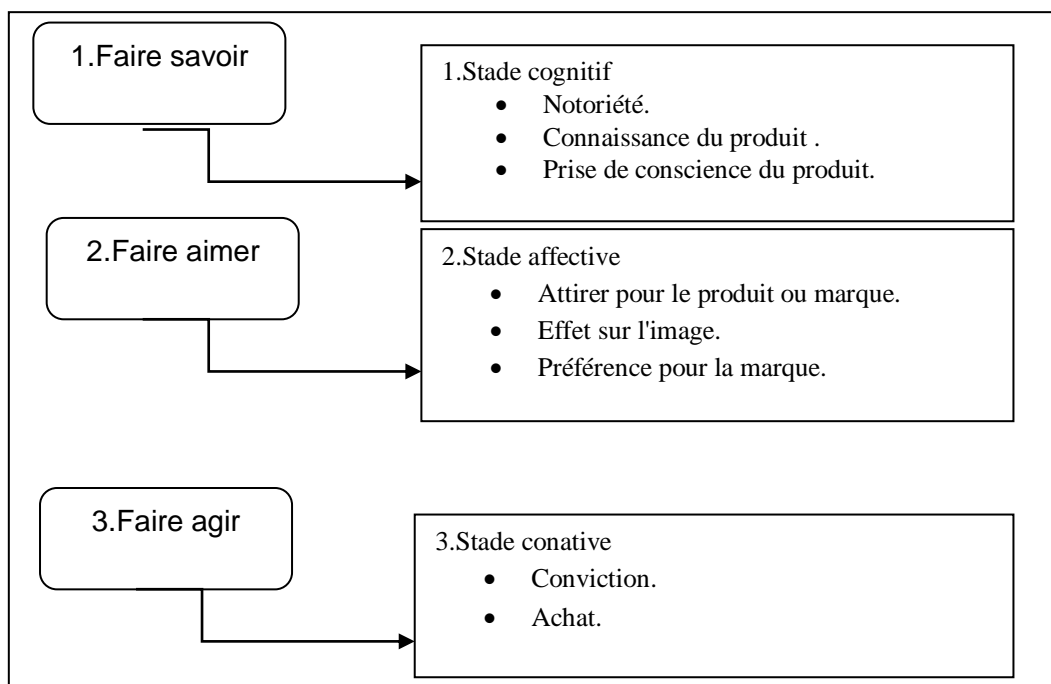 1.Faire savoir
1.Stade cognitif
• Notoriété.
• Connaissance du produit .
• Prise de conscience du produit.
2.Faire aimer
2.Stade affective
• Attirer pour le produit ou marque.
• Effet sur l'image.
• Préférence pour la marque.
3.Faire agir
3.Stade conative
• Conviction.
• Achat.